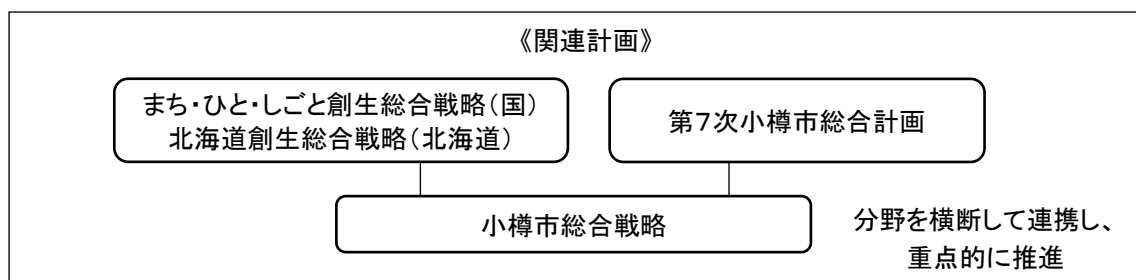 《関連計画》
まち・ひと・しごと創生総合戦略(国)
北海道創生総合戦略(北海道)
第7次小樽市総合計画
小樽市総合戦略
分野を横断して連携し、
重点的に推進